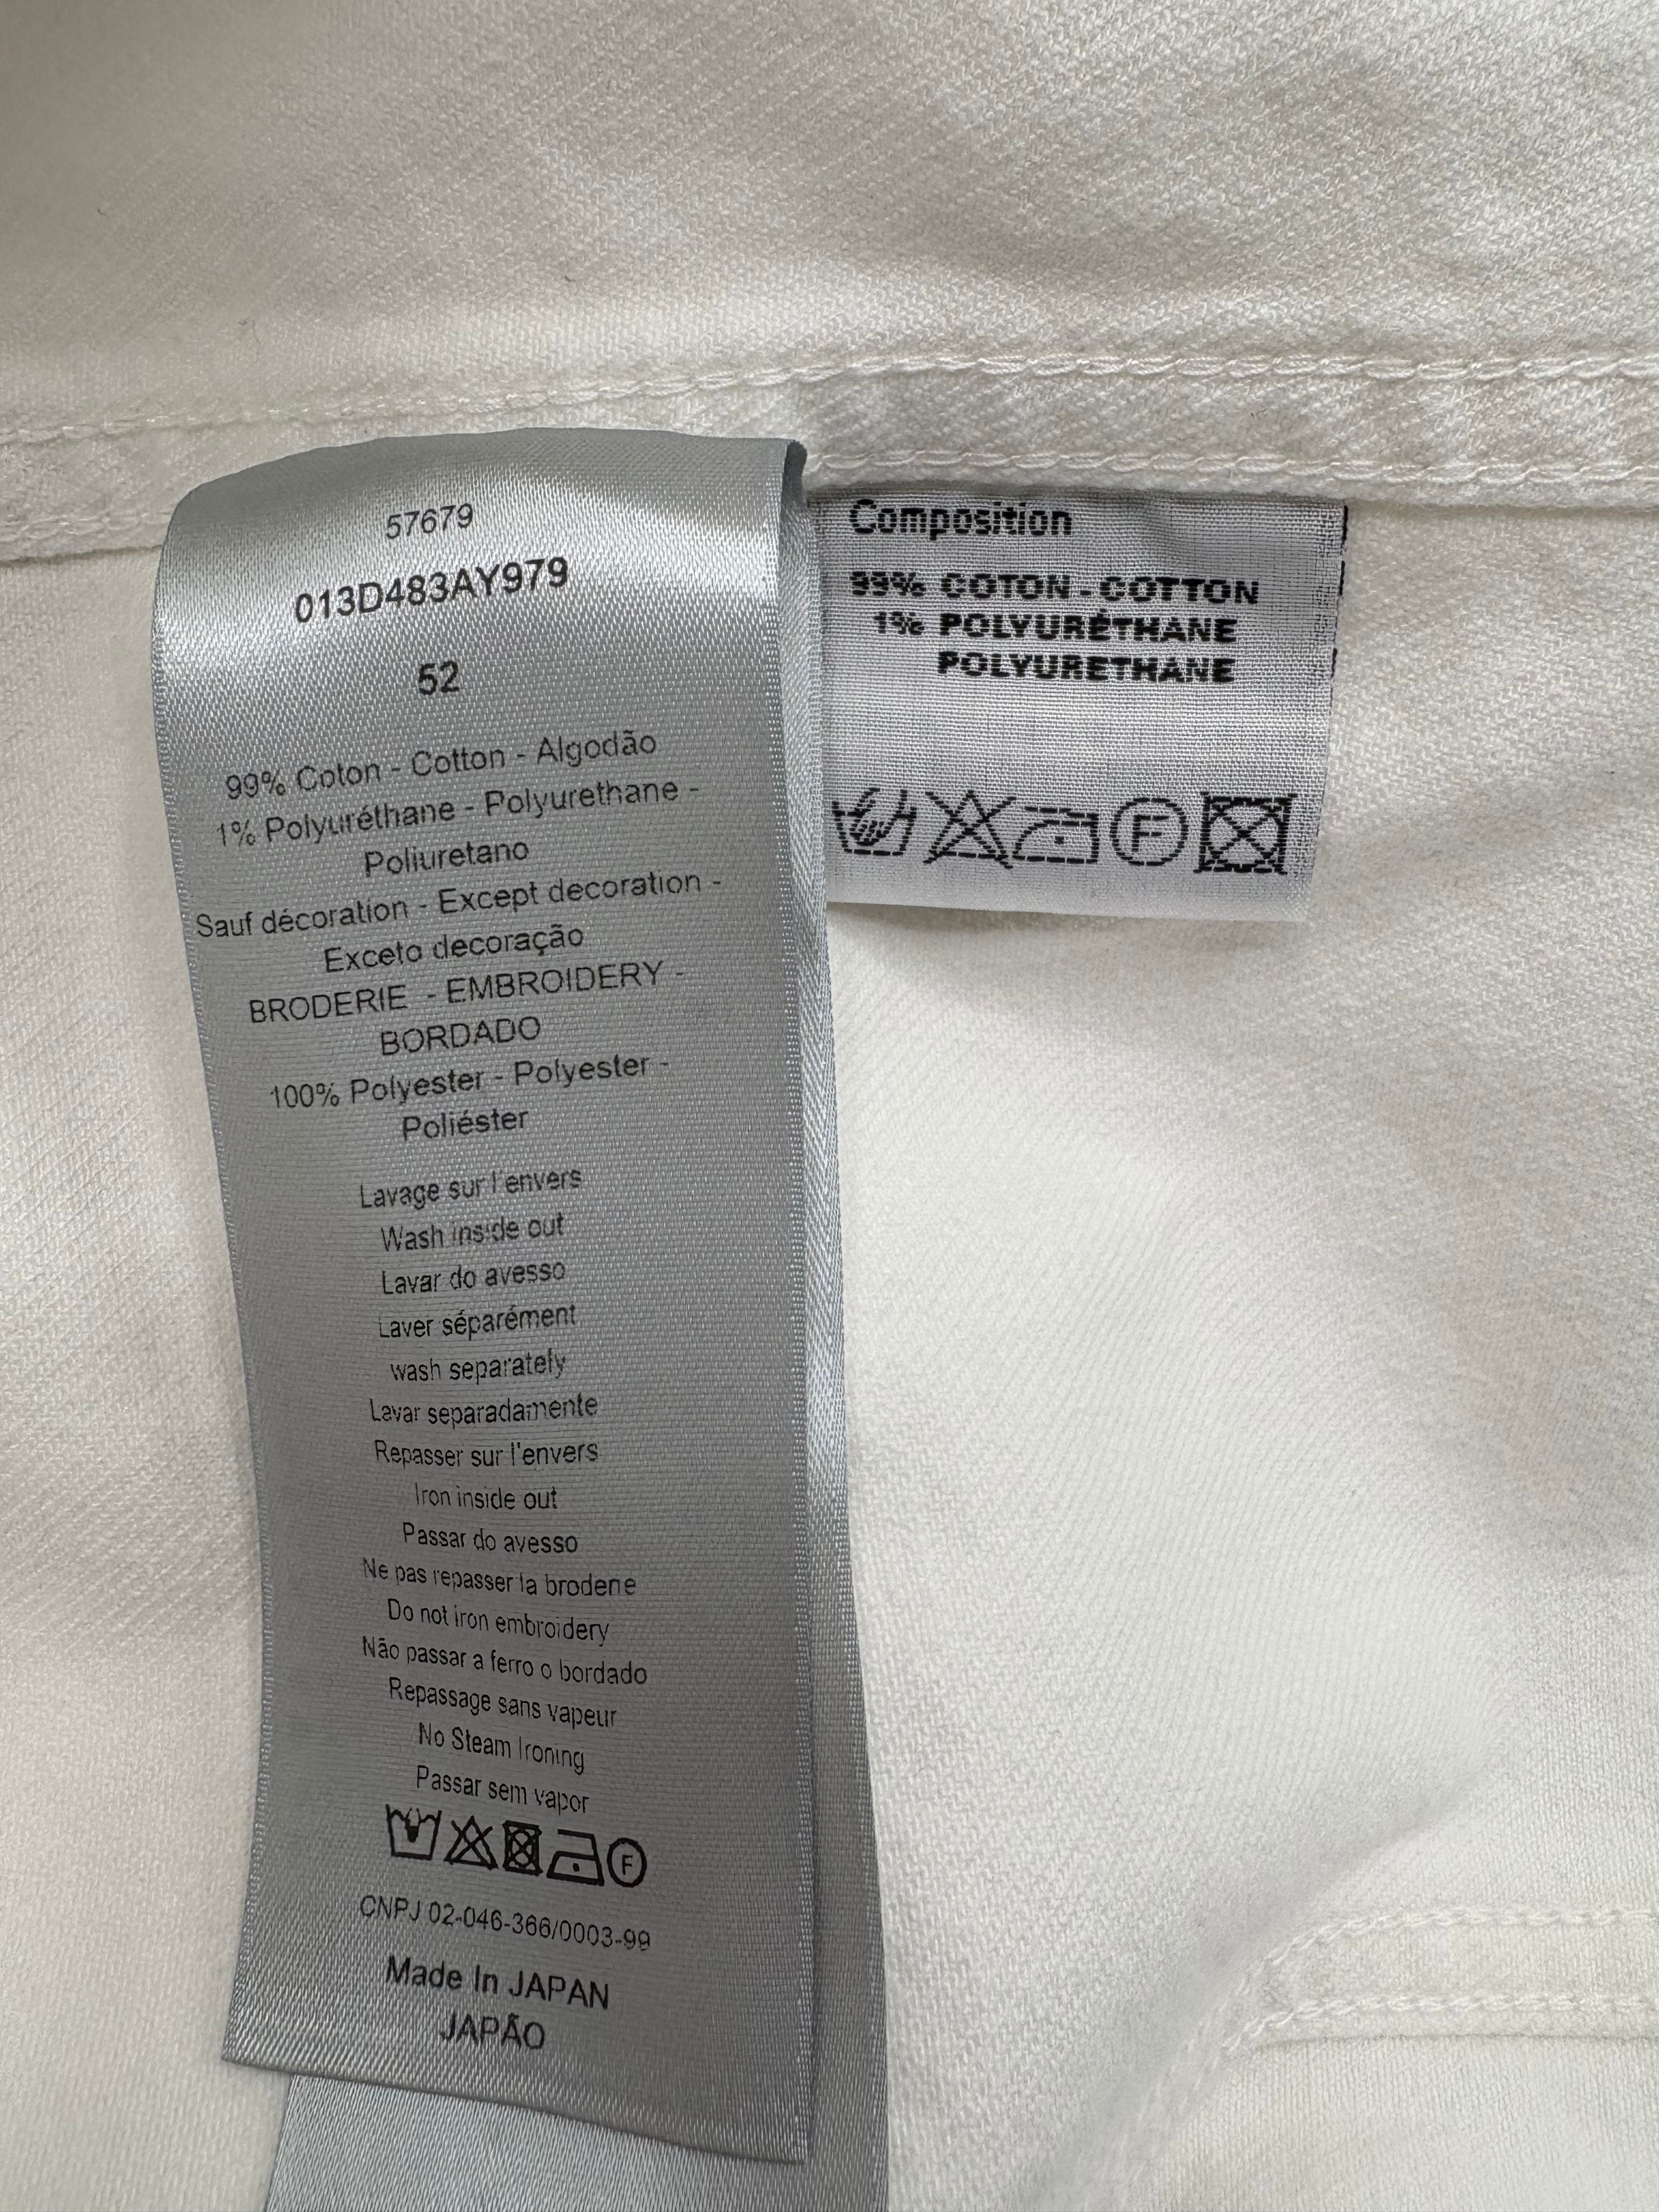 57679
013D483AY979
52
99% Coton - Cotton - Algodão
1% Polyuréthane - Polyurethane -
Poliuretano
Sauf décoration - Except decoration -
Exceto decoração
BRODERIE - EMBROIDERY -
BORDADO
100% Polyester - Polyester -
Poliéster
Lavage sur l'envers
Wash inside out
Lavar do avesso
Laver séparément
wash separately
Lavar separadamente
Repasser sur l'envers
Iron inside out
Passar do avesso
Ne pas repasser la broderie
Do not iron embroidery
Não passar a ferro o bordado
Repassage sans vapeur
No Steam Ironing
Passar sem vapor
F
CNPJ 02-046-366/0003-99
Made In JAPAN
JAPÃO
Composition
99% COTON - COTTON
1% POLYURÉTHANE
POLYURETHANE
F